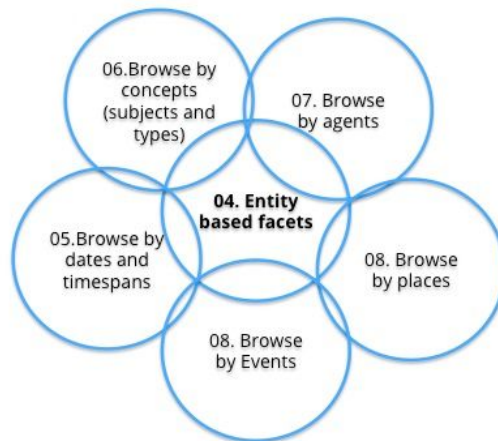 06.Browse by
concepts
(subjects and
types)
07. Browse
by agents
04. Entity
based facets
05.Browse by
dates and
timespans
08. Browse
by places
08. Browse
by Events